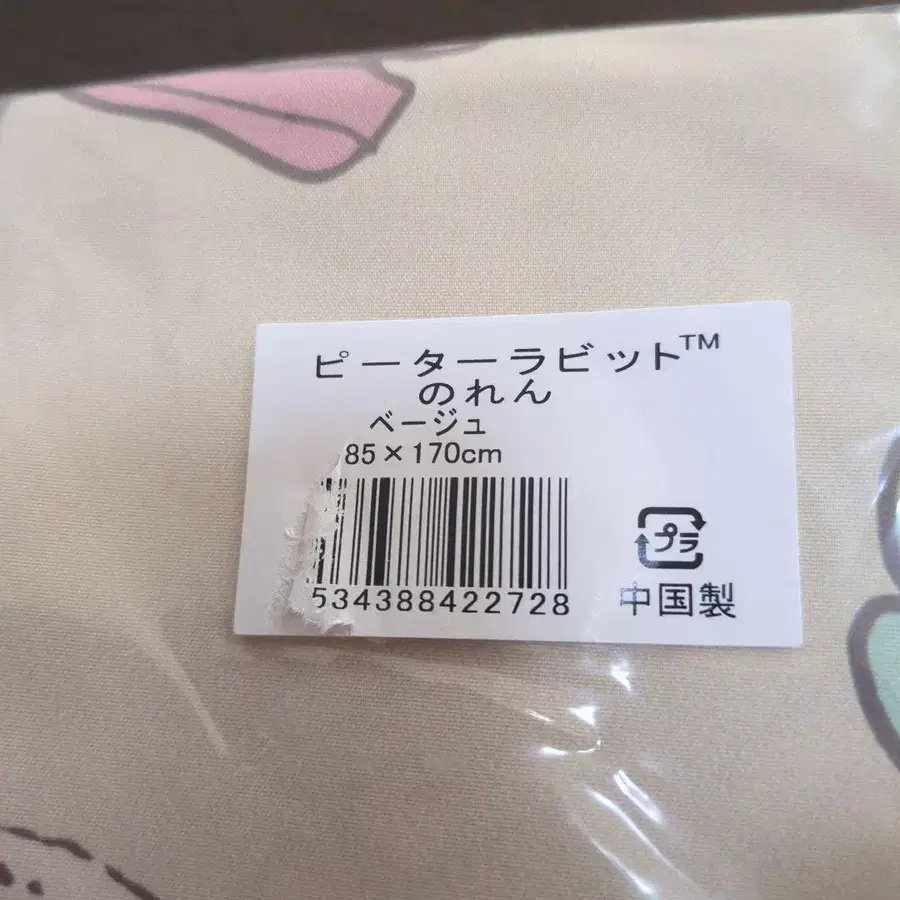 ピーターラビット™
のれん
ベージュ
85×170cm
534388422728
プラ
中国製